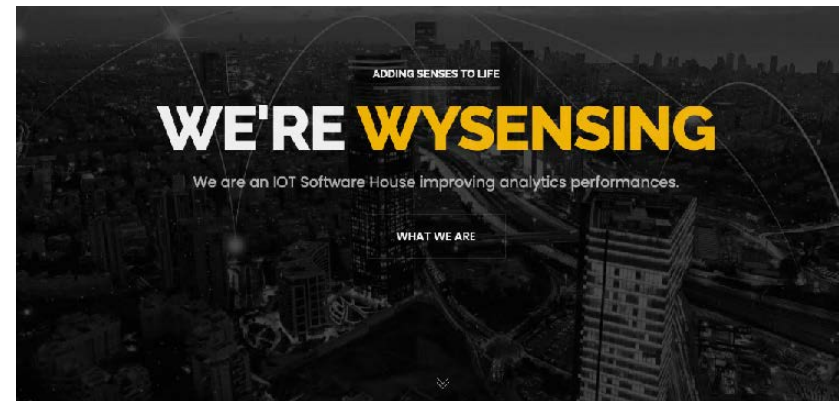 ADDING SENSES TO LIFE
WE'RE WYSENSING
We are an IOT Software House improving analytics performances.
WHAT WE ARE